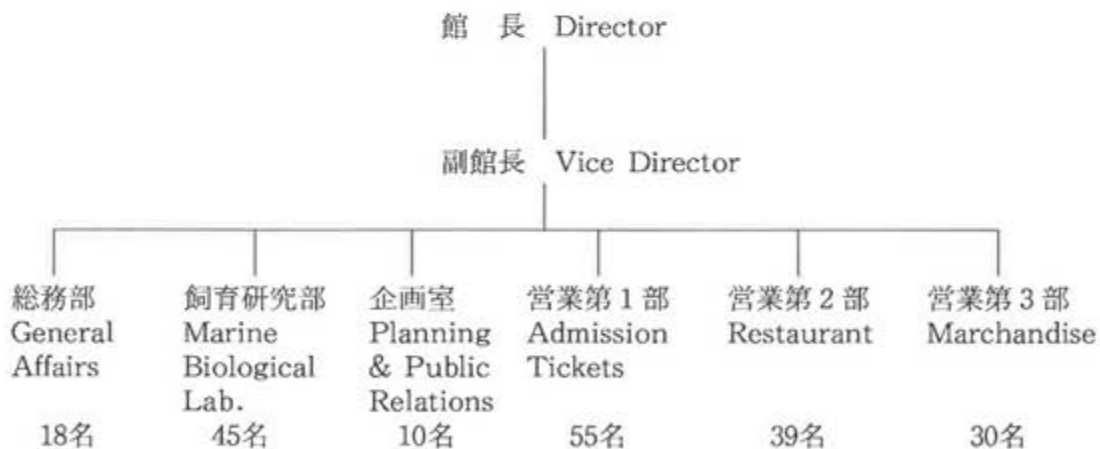 館 長 Director
副館長 Vice Director
総務部
General
Affairs
18名
飼育研究部
Marine
Biological
Lab.
45名
企画室
Planning
& Public
Relations
10名
営業第1部
Admission
Tickets
55名
営業第2部
Restaurant
39名
営業第3部
Marchandise
30名